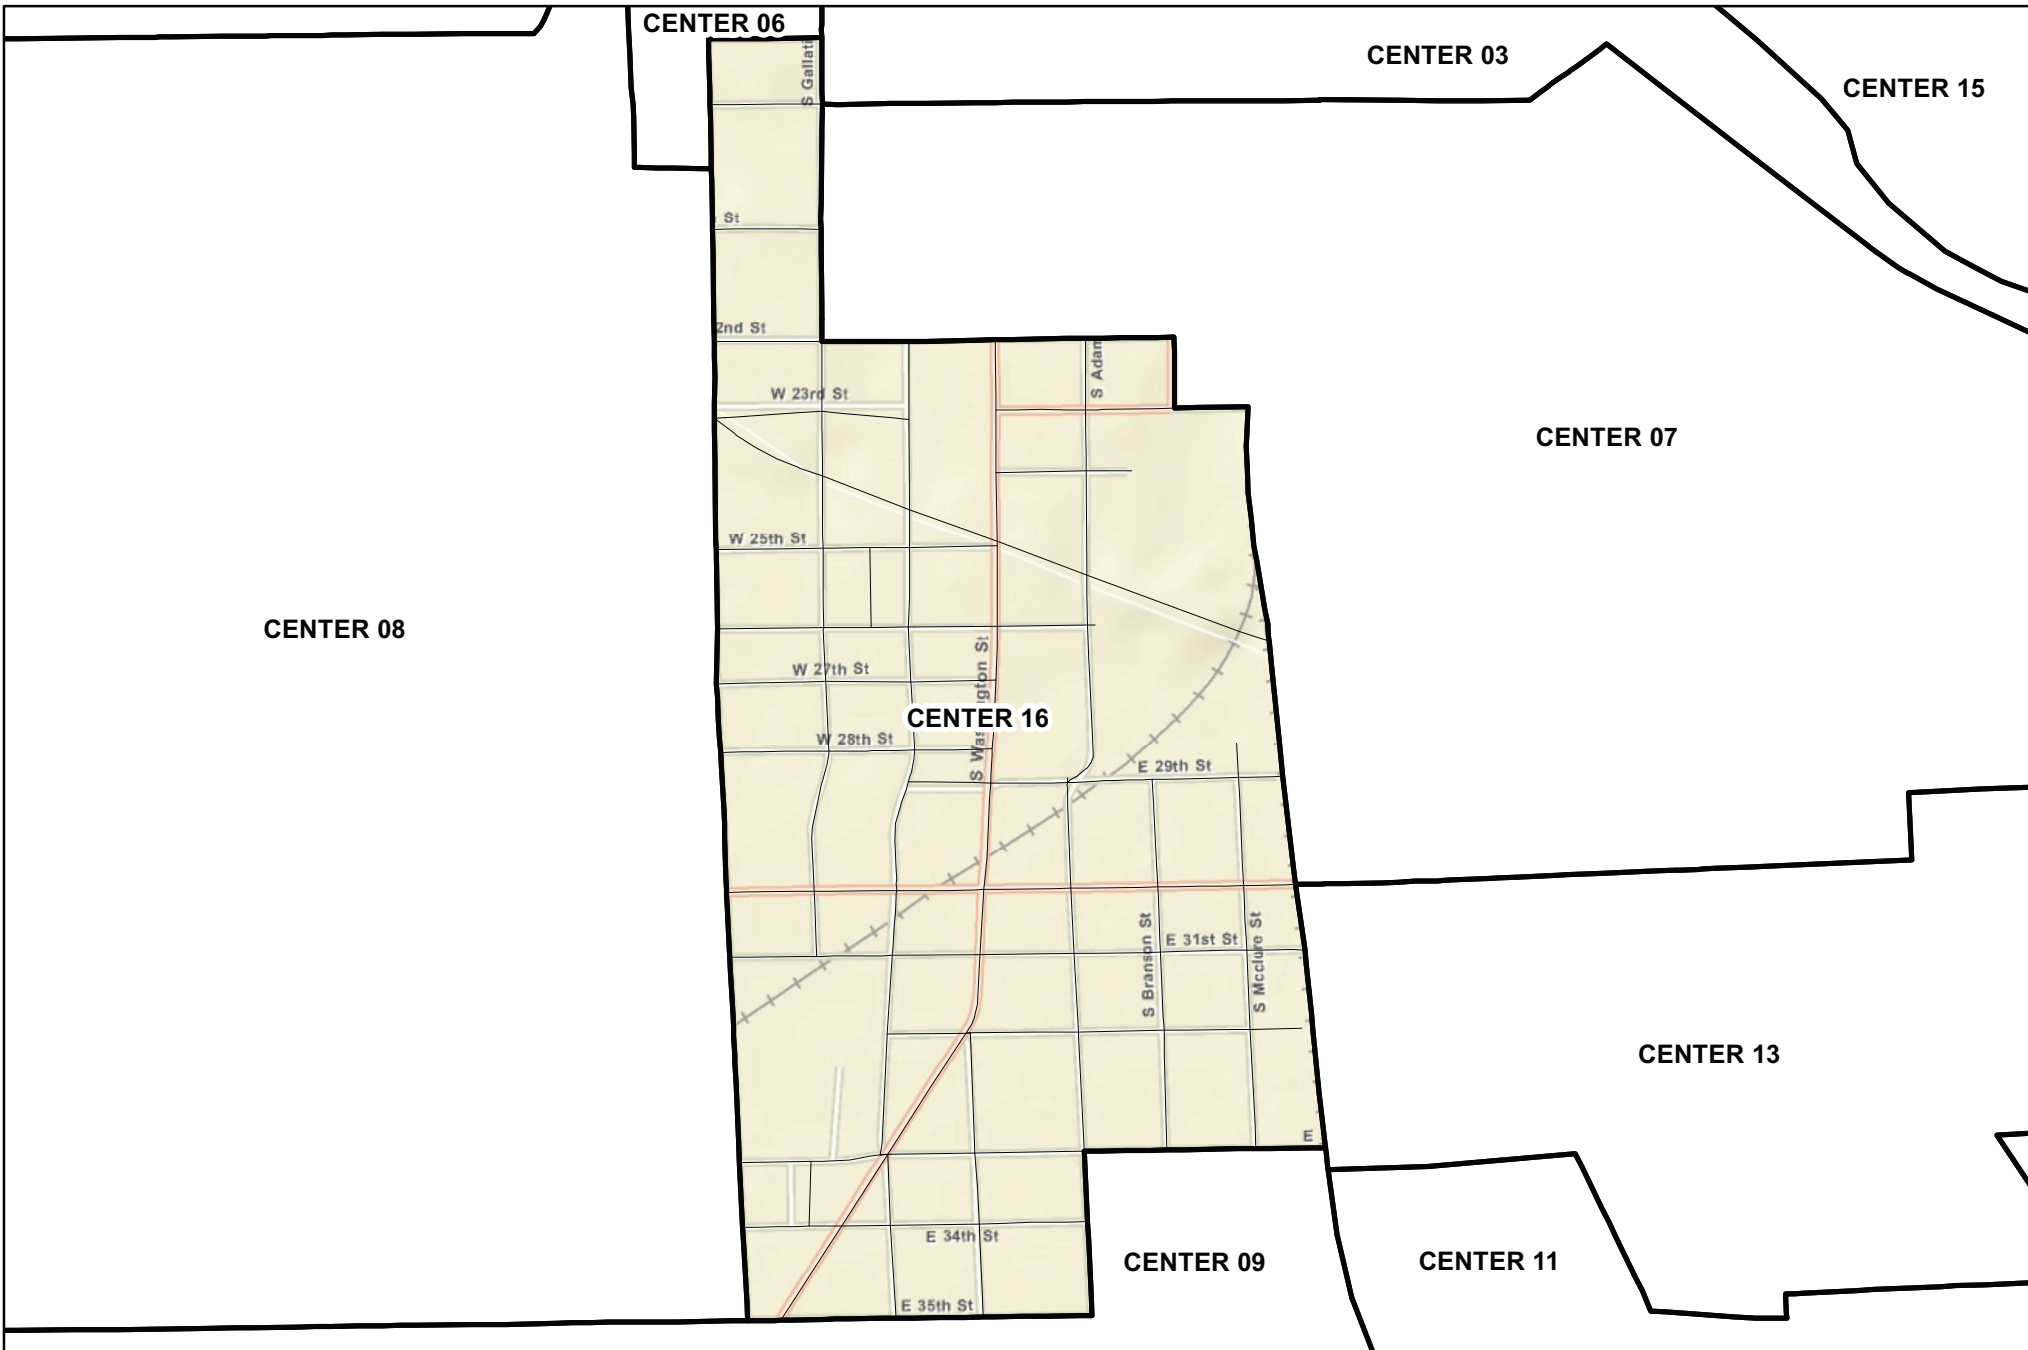 CENTER 06
CENTER 03
CENTER 15
S Gallati
St
2nd St
S Adam
W 23rd St
CENTER 07
W 25th St
CENTER 08
W 27th St
CENTER 16
W 28th St
E 29th St
S Branson St
E 31st St
S Mcclure St
CENTER 13
E
E 34th St
CENTER 09
CENTER 11
E 35th St